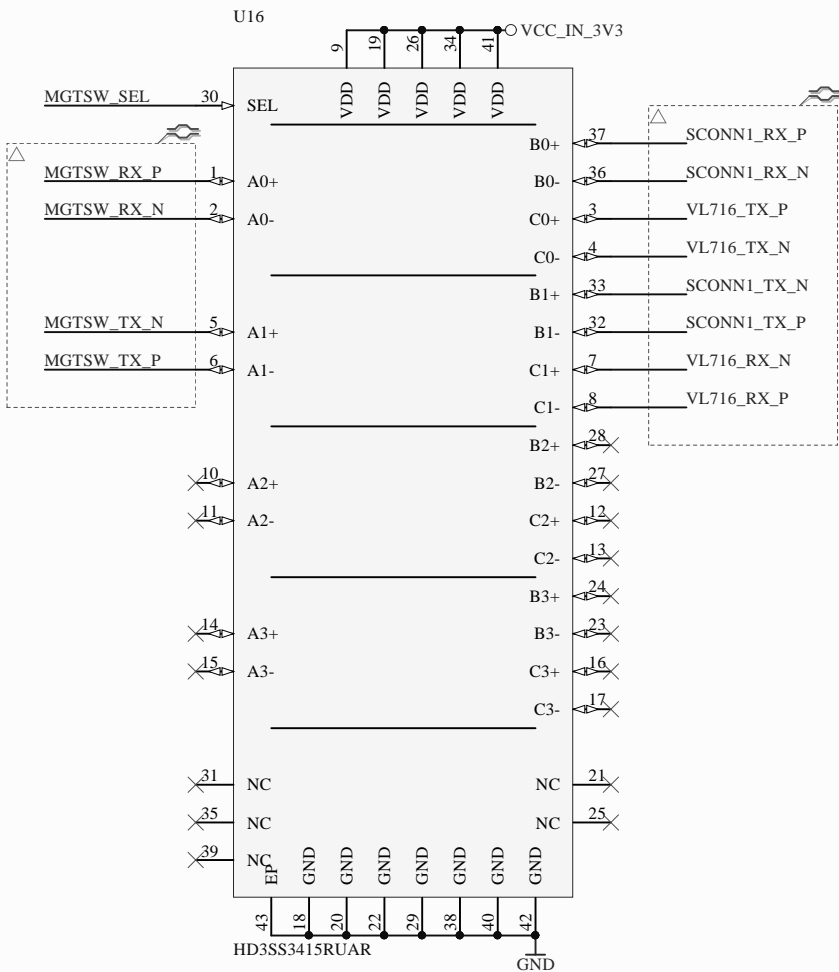 U16
VCC_IN_3V3
9 19 26 34 41
VDD VDD VDD VDD VDD
MGTSW_SEL 30 SEL
B0+ 37 SCONN1_RX_P
MGTSW_RX_P 1 A0+ B0- 36 SCONN1_RX_N
MGTSW_RX_N 2 A0- C0+ 3 VL716_TX_P
C0- 4 VL716_TX_N
B1+ 33 SCONN1_TX_N
MGTSW_TX_N 5 A1+ B1- 32 SCONN1_TX_P
MGTSW_TX_P 6 A1- C1+ 7 VL716_RX_N
C1- 8 VL716_RX_P
B2+ 28
10 A2+ B2- 27
11 A2- C2+ 12
C2- 13
B3+ 24
14 A3+ B3- 23
15 A3- C3+ 16
C3- 17
31 NC NC 21
35 NC NC 25
39 NC
EP GND GND GND GND GND GND GND
43 18 20 22 29 38 40 42
HD3SS3415RUAR
GND